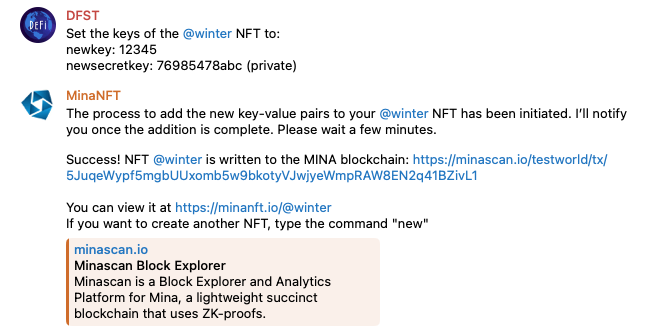 DeFi
DFST
Set the keys of the @winter NFT to:
newkey: 12345
newsecretkey: 76985478abc (private)
MinaNFT
The process to add the new key-value pairs to your @winter NFT has been initiated. I'll notify
you once the addition is complete. Please wait a few minutes.
Success! NFT @winter is written to the MINA blockchain: https://minascan.io/testworld/tx/
5JuqeWypf5mgbUUxomb5w9bkotyVJwjyeWmpRAW8EN2q41BZivL1
You can view it at https://minanft.io/@winter
If you want to create another NFT, type the command "new"
minascan.io
Minascan Block Explorer
Minascan is a Block Explorer and Analytics
Platform for Mina, a lightweight succinct
blockchain that uses ZK-proofs.